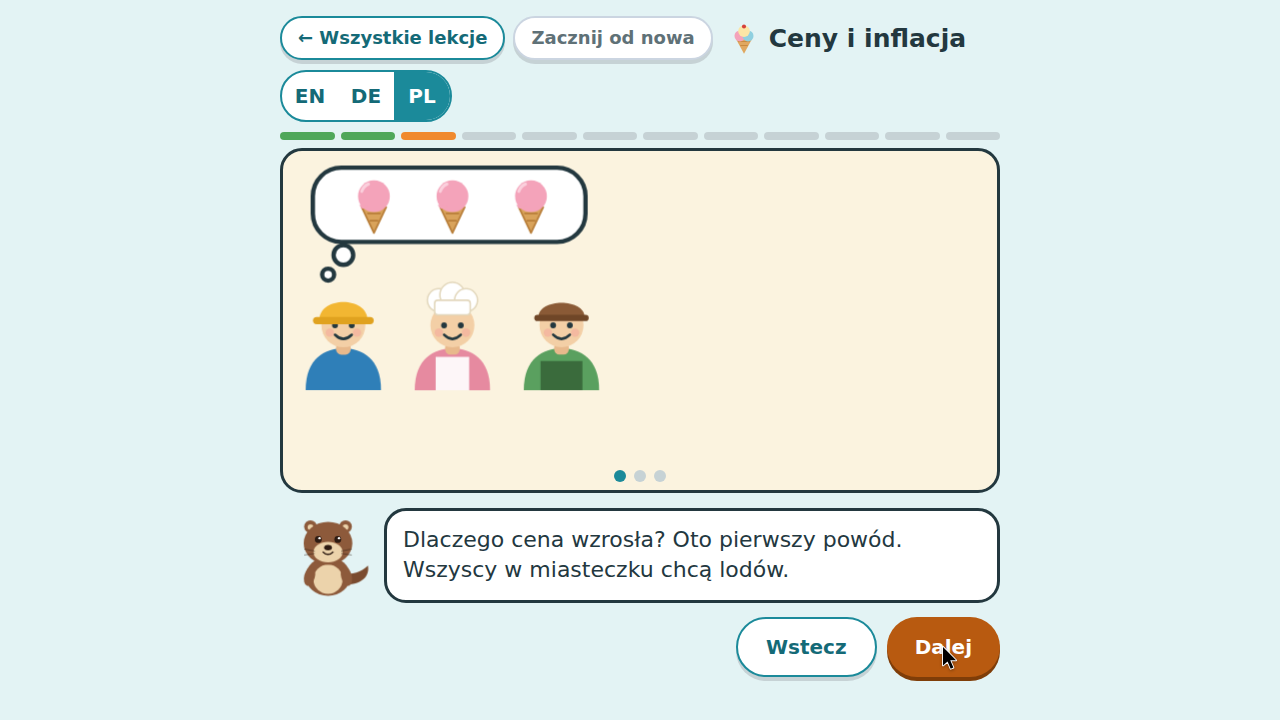 ← Wszystkie lekcje
Zacznij od nowa
Ceny i inflacja
EN DE PL
Dlaczego cena wzrosła? Oto pierwszy powód.
Wszyscy w miasteczku chcą lodów.
Wstecz
Dalej